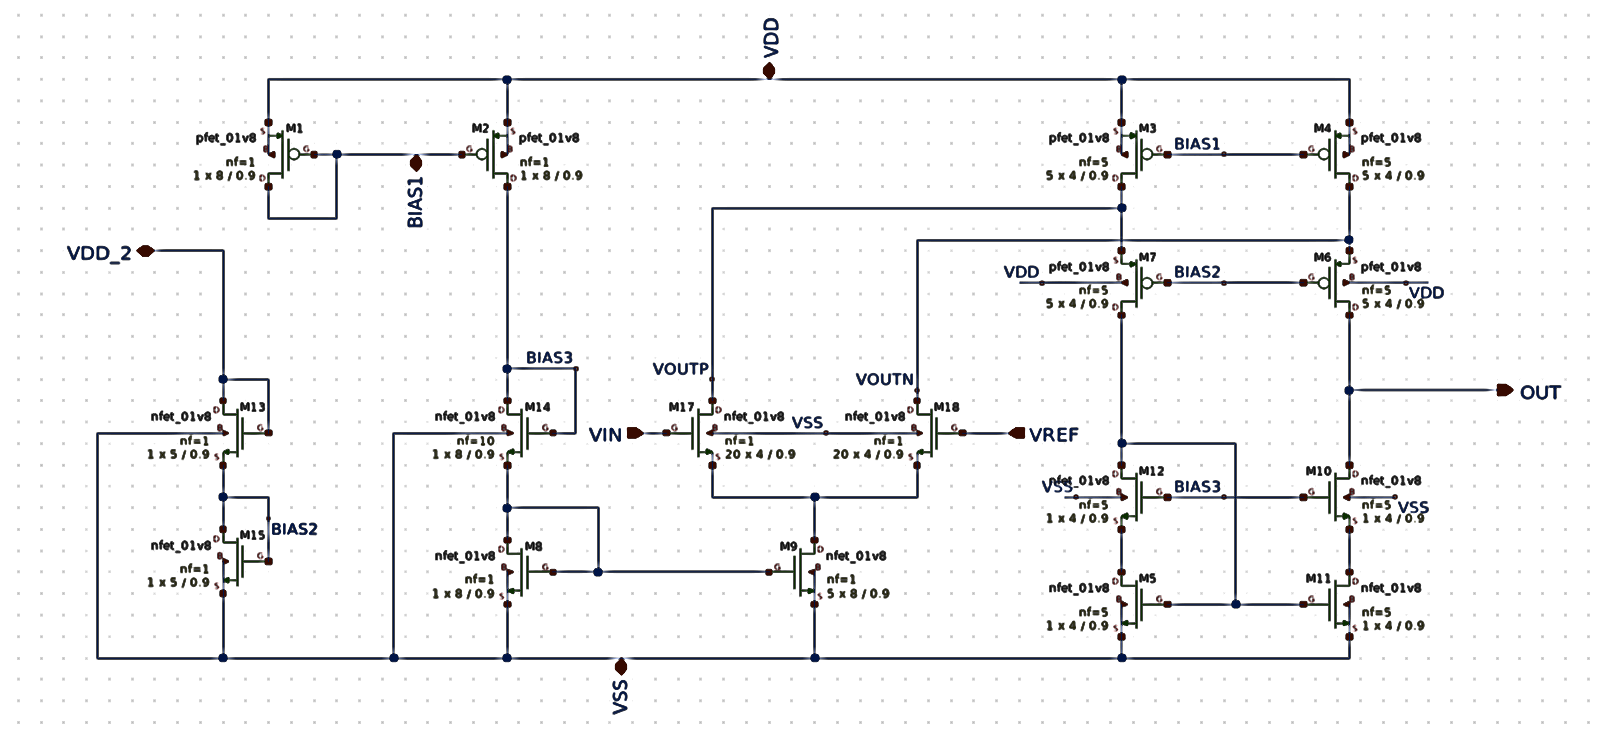 VDD
M1
pfet_01v8
nf=1
1 x 8 / 0.9
S
B
D
G
BIAS1
M2
pfet_01v8
nf=1
1 x 8 / 0.9
S
B
D
G
M3
pfet_01v8
nf=5
5 x 4 / 0.9
S
B
D
G
BIAS1
M4
pfet_01v8
nf=5
5 x 4 / 0.9
S
B
D
G
VDD_2
VDD
M7
pfet_01v8
nf=5
5 x 4 / 0.9
S
B
D
G
BIAS2
M6
pfet_01v8
nf=5
5 x 4 / 0.9
S
B
D
G
VDD
BIAS3
VOUTP
VOUTN
OUT
M13
nfet_01v8
nf=1
1 x 5 / 0.9
D
B
S
G
M14
nfet_01v8
nf=10
1 x 8 / 0.9
D
B
S
G
VIN
M17
nfet_01v8
nf=1
20 x 4 / 0.9
D
B
S
G
VSS
M18
nfet_01v8
nf=1
20 x 4 / 0.9
D
B
S
G
VREF
M12
nfet_01v8
nf=5
1 x 4 / 0.9
D
B
S
G
VSS
BIAS3
M10
nfet_01v8
nf=5
1 x 4 / 0.9
D
B
S
G
VSS
BIAS2
M15
nfet_01v8
nf=1
1 x 5 / 0.9
D
B
S
G
M8
nfet_01v8
nf=1
1 x 8 / 0.9
D
B
S
G
M9
nfet_01v8
nf=1
5 x 8 / 0.9
D
B
S
G
M5
nfet_01v8
nf=5
1 x 4 / 0.9
D
B
S
G
M11
nfet_01v8
nf=5
1 x 4 / 0.9
D
B
S
G
VSS